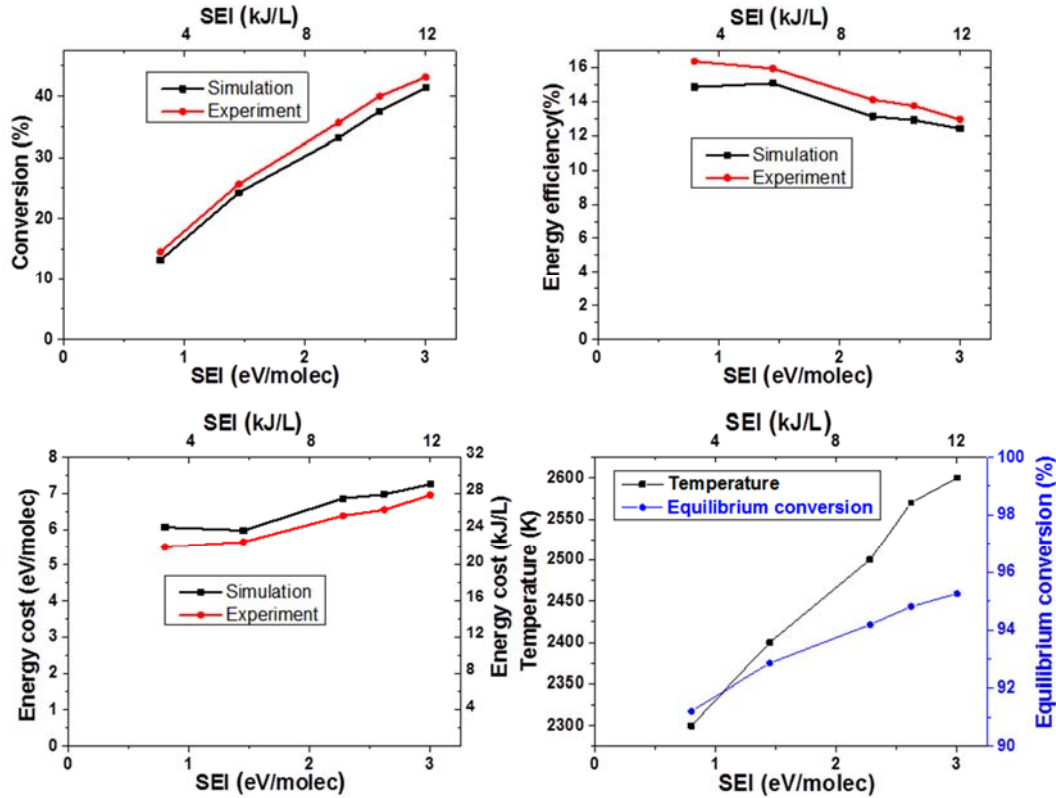 SEI (kJ/L)
4 8 12
Conversion (%)
40
30
20
10
0
Simulation
Experiment
0 1 2 3
SEI (eV/molec)
SEI (kJ/L)
4 8 12
Energy efficiency(%)
16
14
12
10
8
6
4
2
0
Simulation
Experiment
0 1 2 3
SEI (eV/molec)
SEI (kJ/L)
4 8 12
Energy cost (eV/molec)
8
7
6
5
4
3
2
1
0
Simulation
Experiment
32
28
24
20
16
12
8
4
Energy cost (kJ/L)
0 1 2 3
SEI (eV/molec)
SEI (kJ/L)
4 8 12
Temperature (K)
2600
2550
2500
2450
2400
2350
2300
Temperature
Equilibrium conversion
100
98
96
94
92
91
90
Equilibrium conversion (%)
0 1 2 3
SEI (eV/molec)